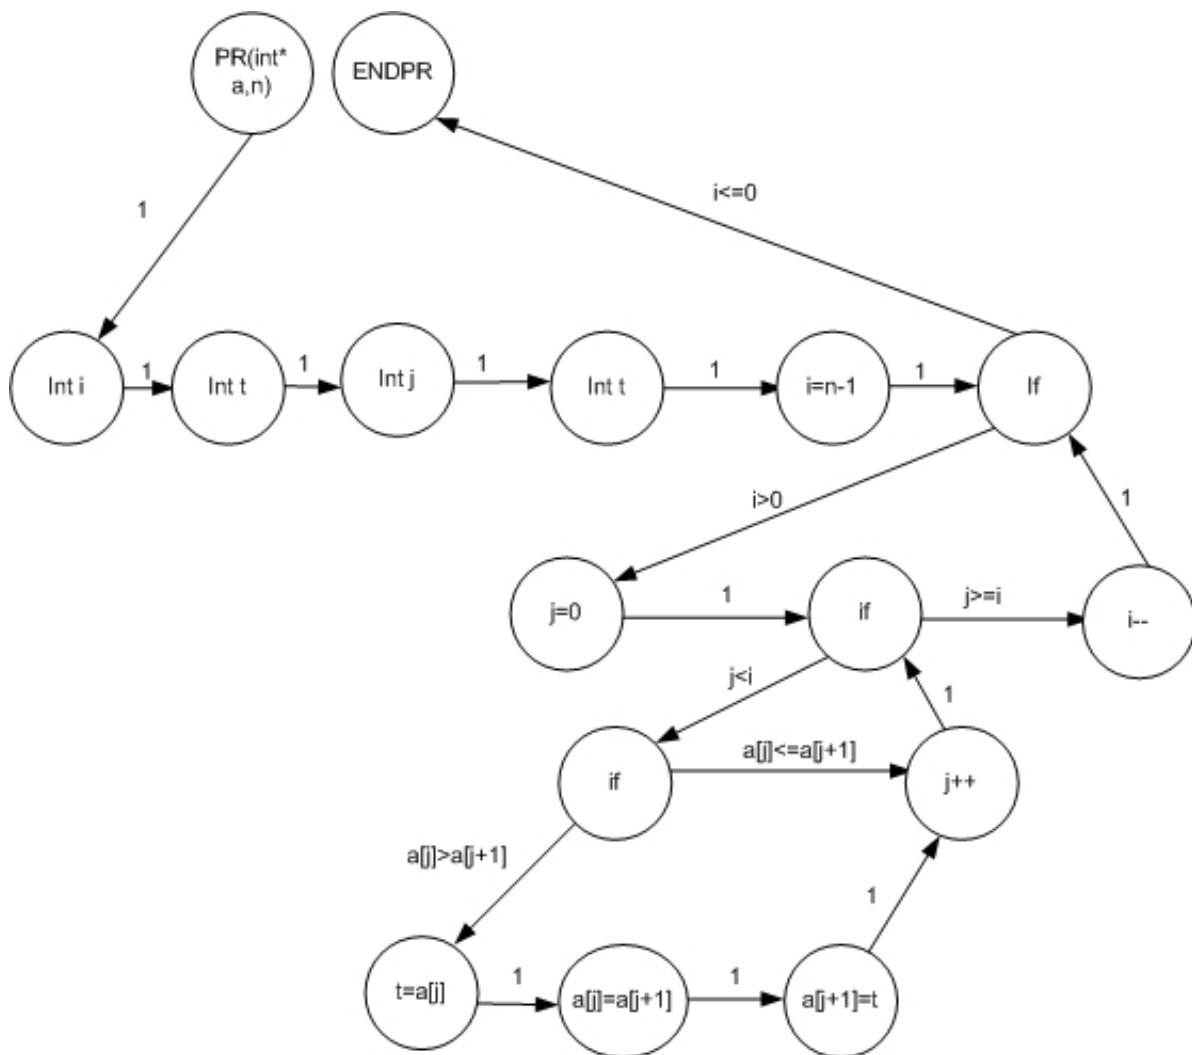 PR(int*
a,n)
ENDPR
i<=0
1
Int i
1
Int t
1
Int j
1
Int t
1
i=n-1
1
If
i>0
1
j=0
1
if
j>=i
i--
j<i
1
if
a[j]<=a[j+1]
j++
a[j]>a[j+1]
1
t=a[j]
1
a[j]=a[j+1]
1
a[j+1]=t